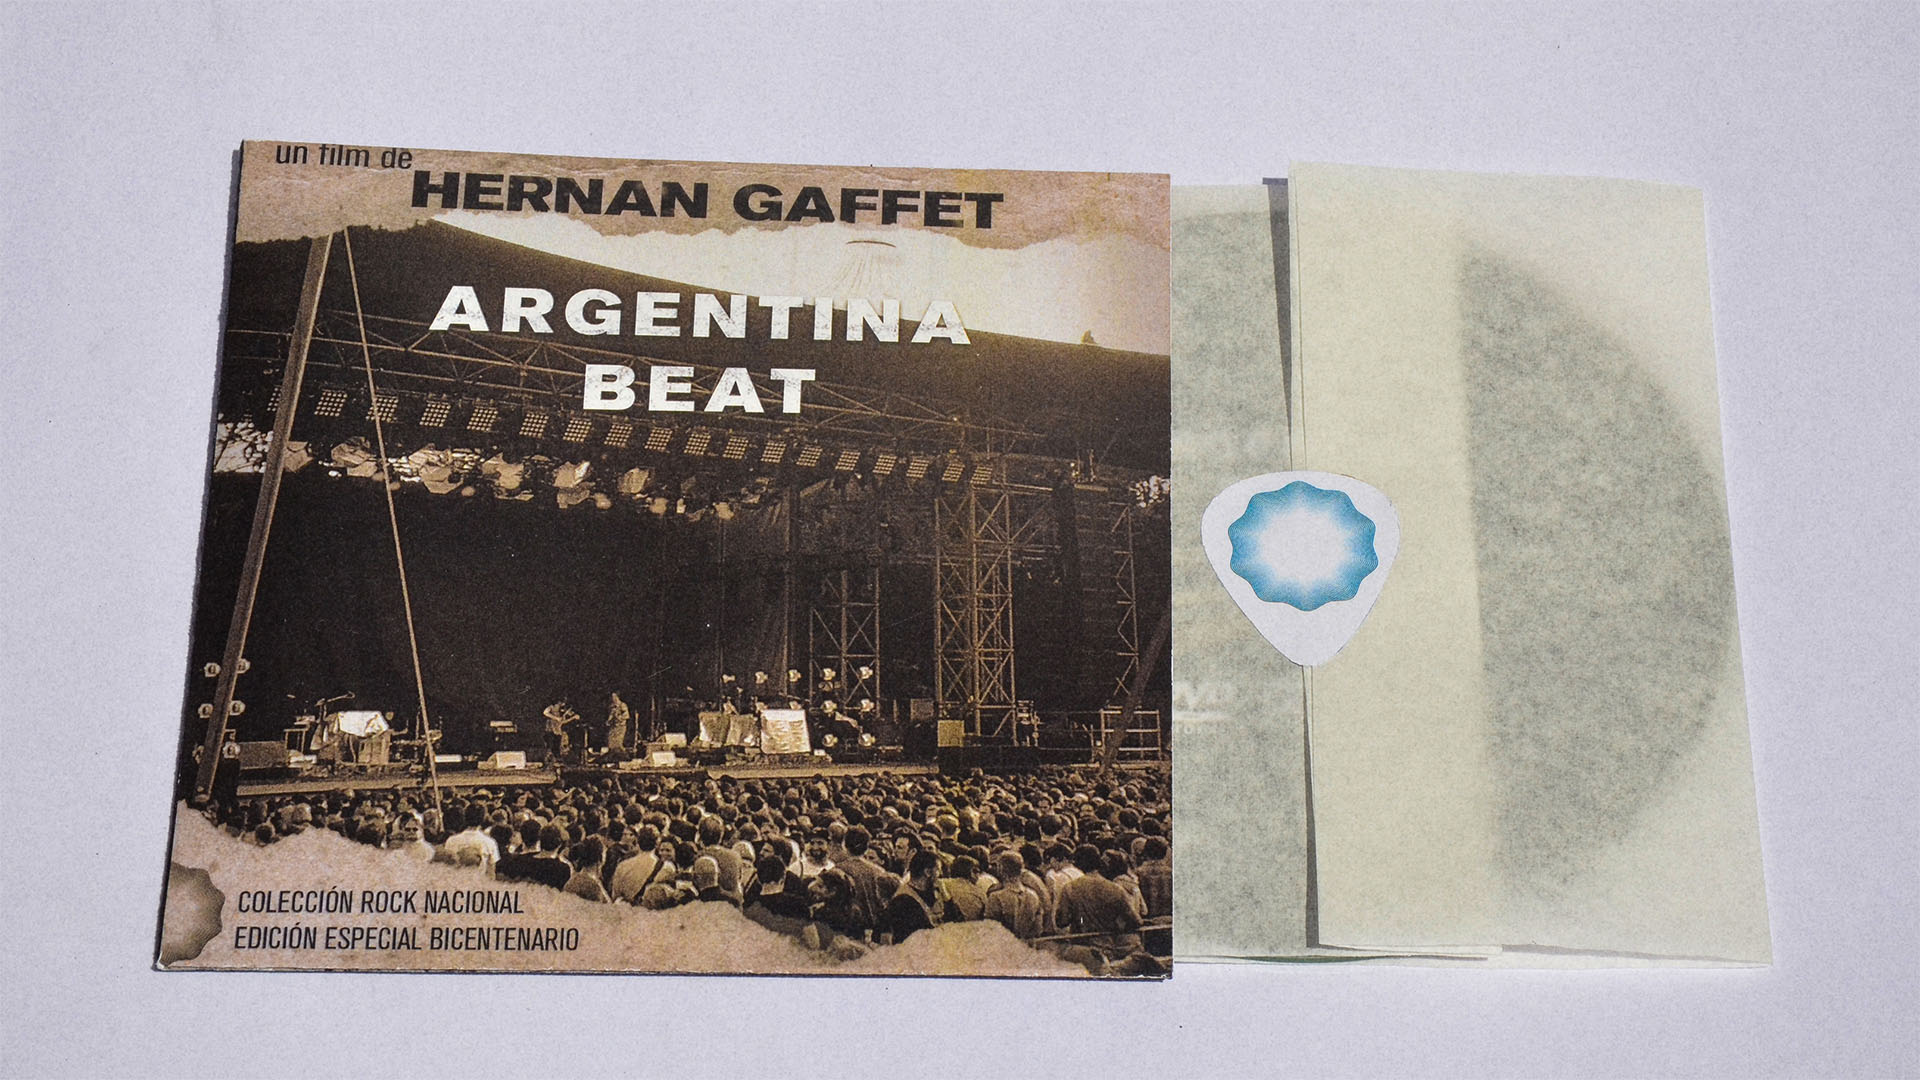 un film de
HERNAN GAFFET
ARGENTINA
BEAT
COLECCIÓN ROCK NACIONAL
EDICIÓN ESPECIAL BICENTENARIO